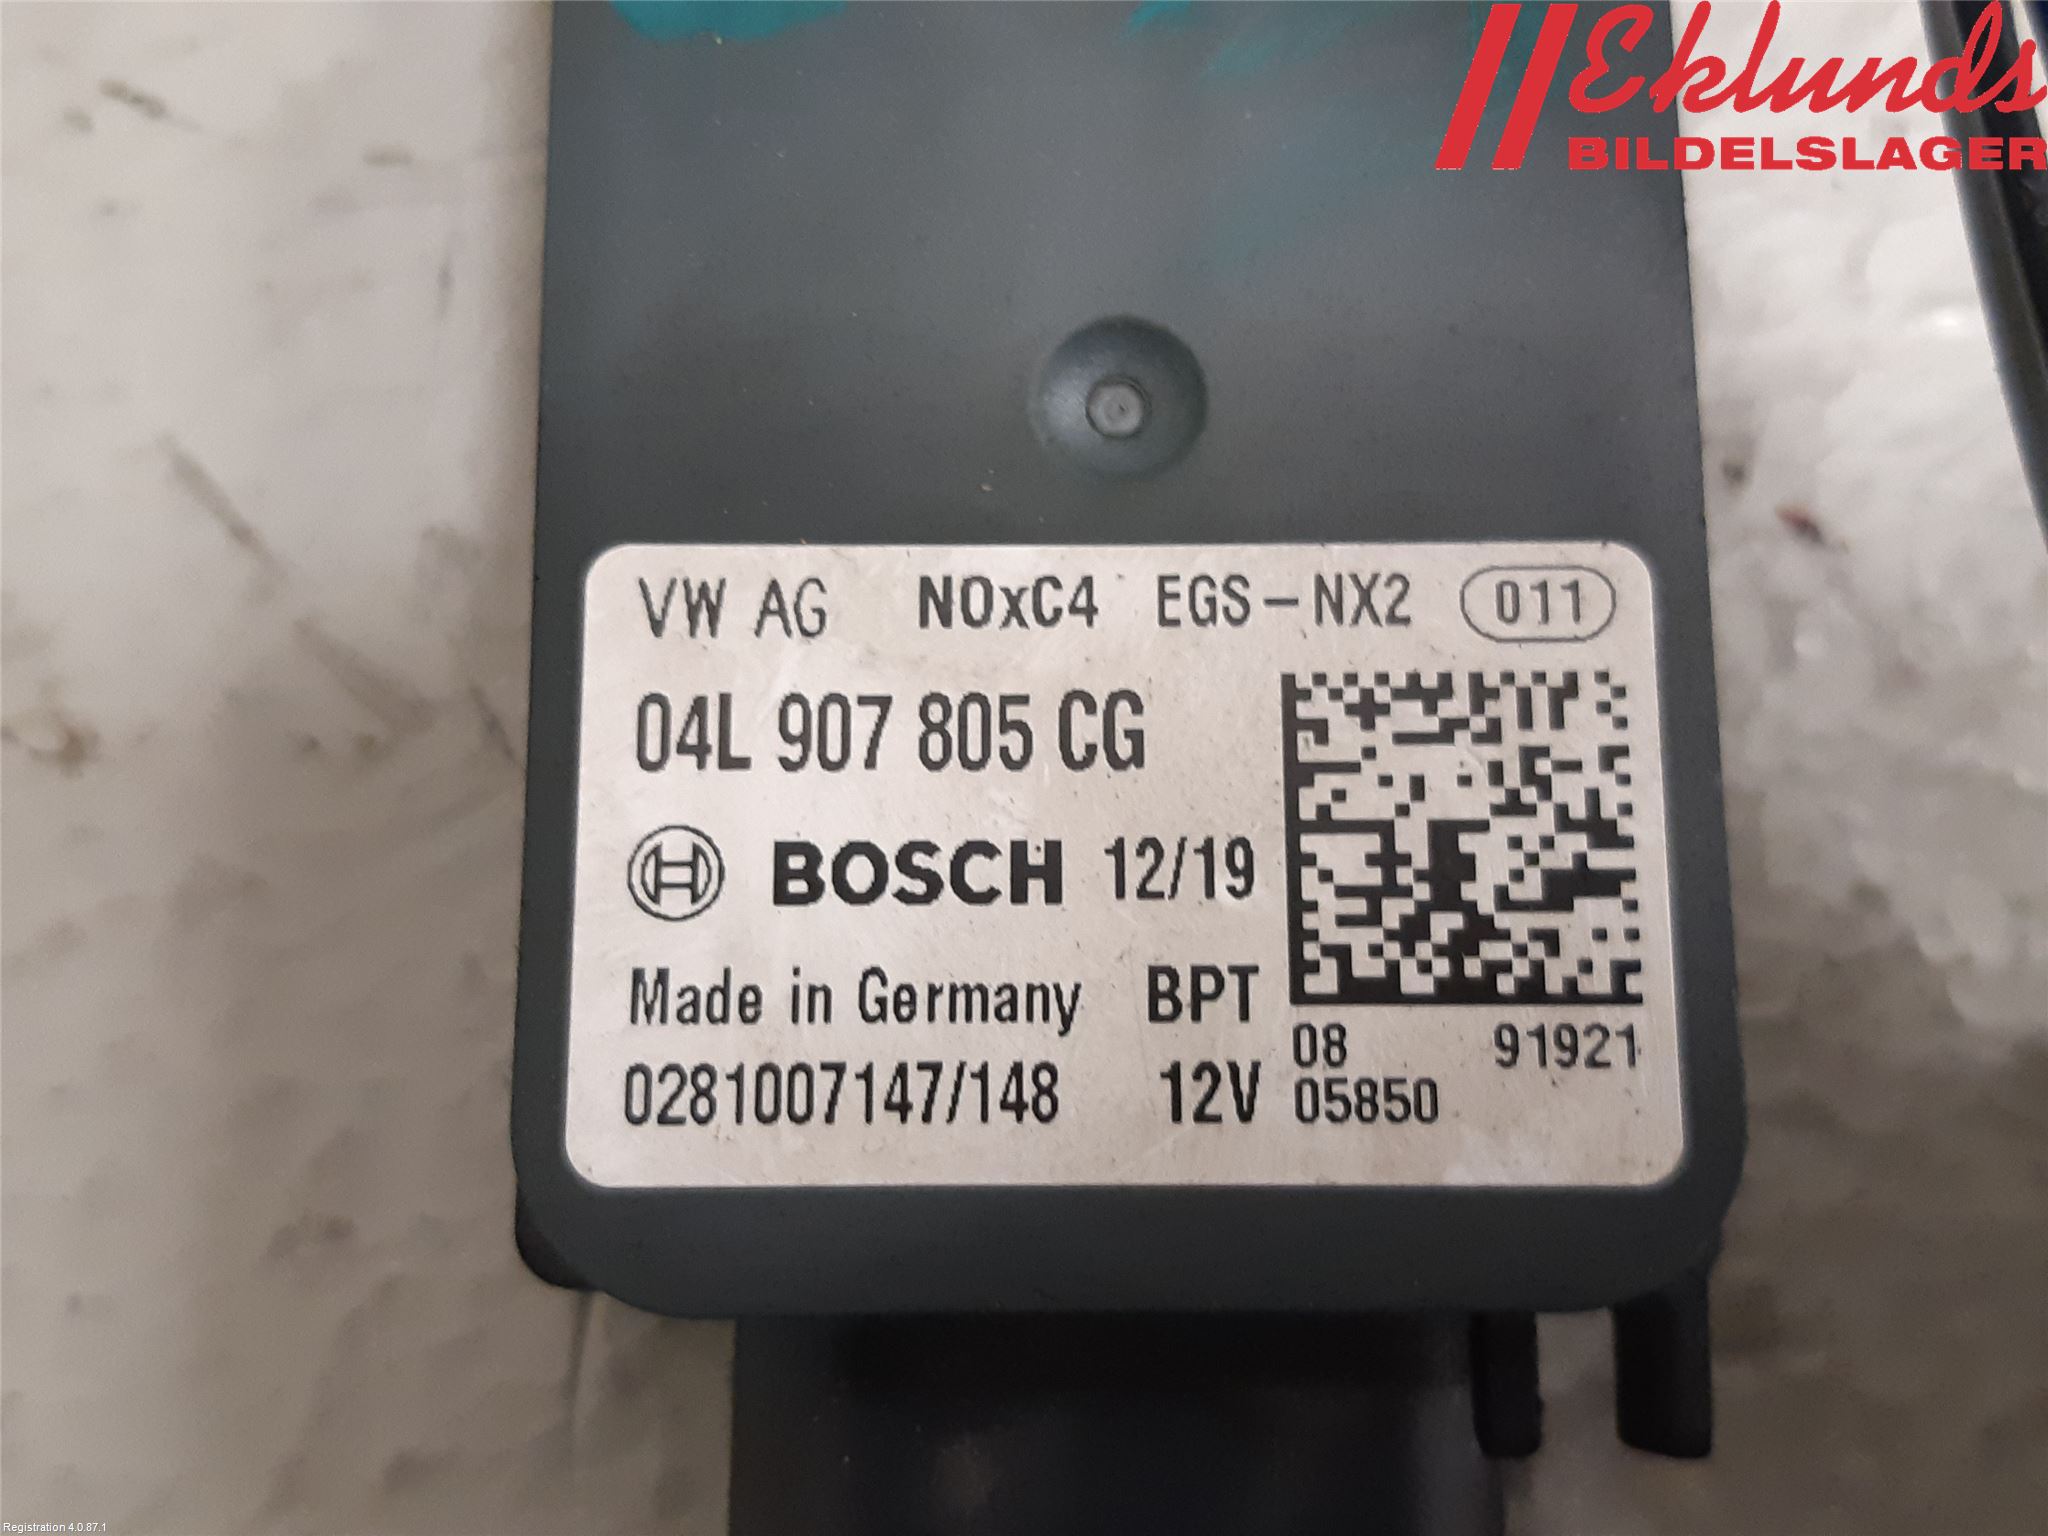 Eklunds
BILDELSLAGER
VW AG NOxC4 EGS-NX2 011
04L 907 805 CG
BOSCH 12/19
Made in Germany BPT
08 91921
0281007147/148 12V 05850
Registration 4.0.87.1